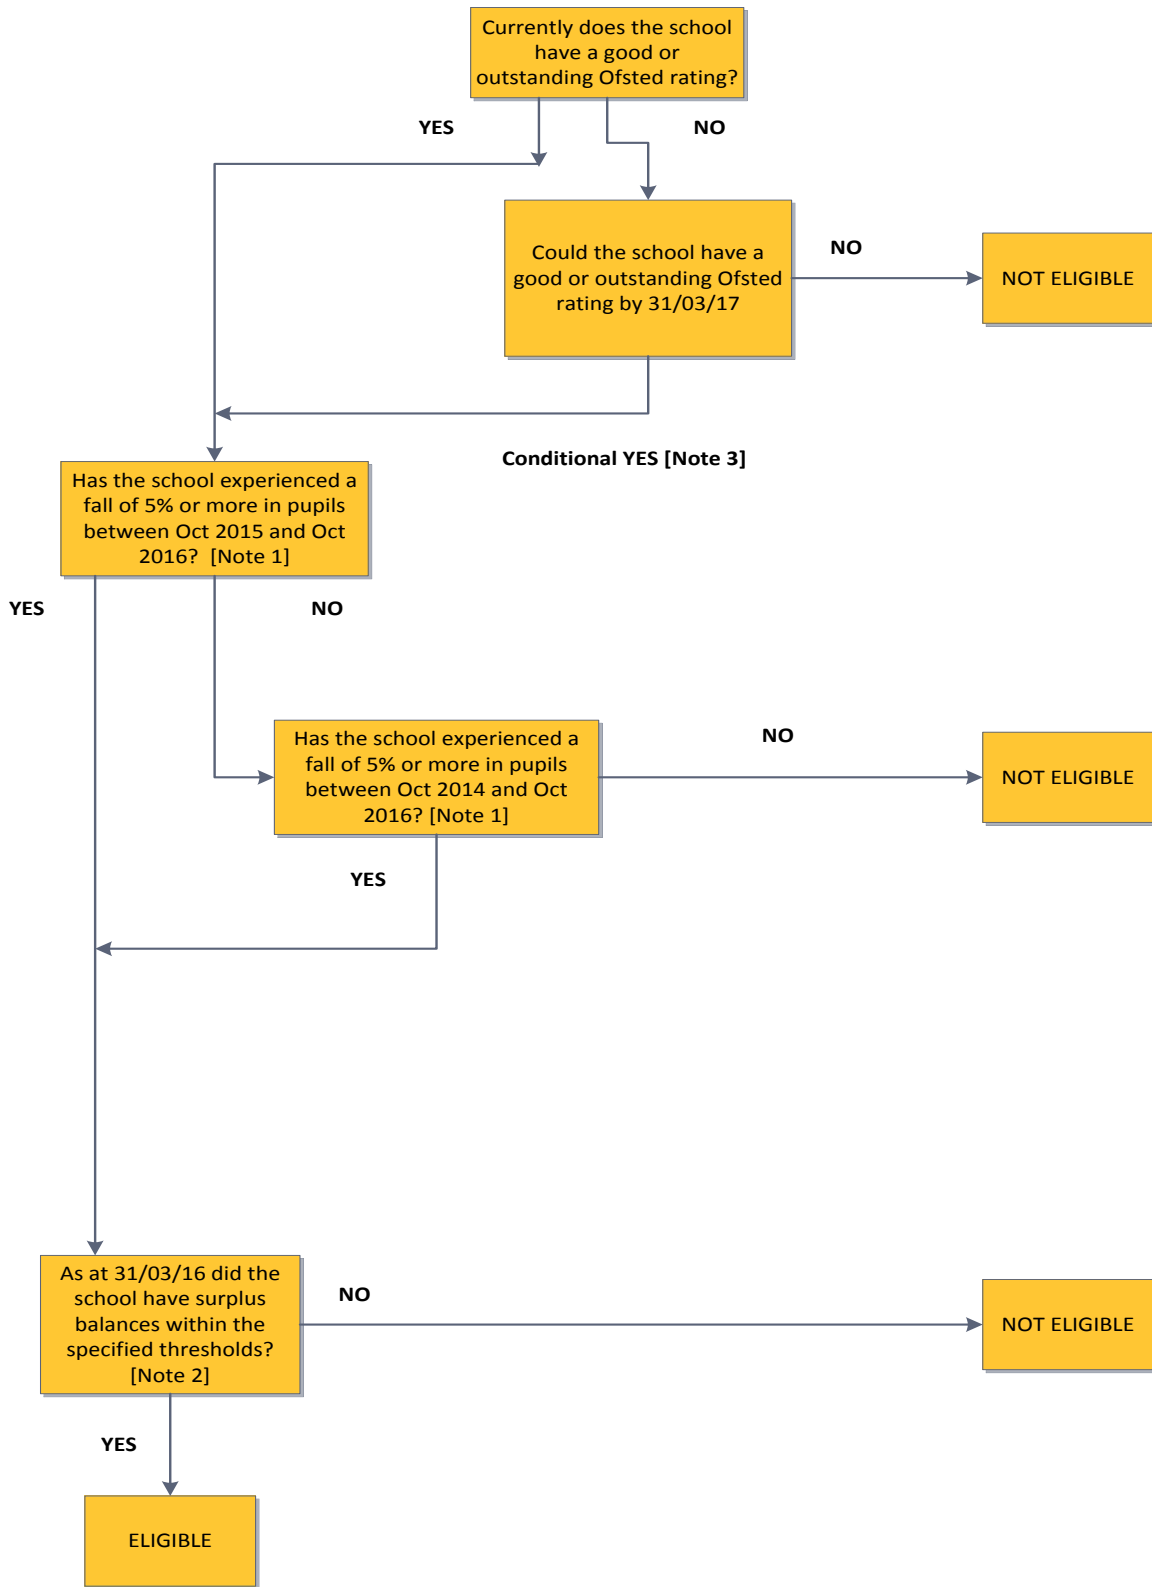 Currently does the school
have a good or
outstanding Ofsted rating?
YES
NO
Could the school have a
good or outstanding Ofsted
rating by 31/03/17
NO
NOT ELIGIBLE
Conditional YES [Note 3]
Has the school experienced a
fall of 5% or more in pupils
between Oct 2015 and Oct
2016?  [Note 1]
YES
NO
Has the school experienced a
fall of 5% or more in pupils
between Oct 2014 and Oct
2016? [Note 1]
NO
NOT ELIGIBLE
YES
As at 31/03/16 did the
school have surplus
balances within the
specified thresholds?
[Note 2]
NO
NOT ELIGIBLE
YES
ELIGIBLE